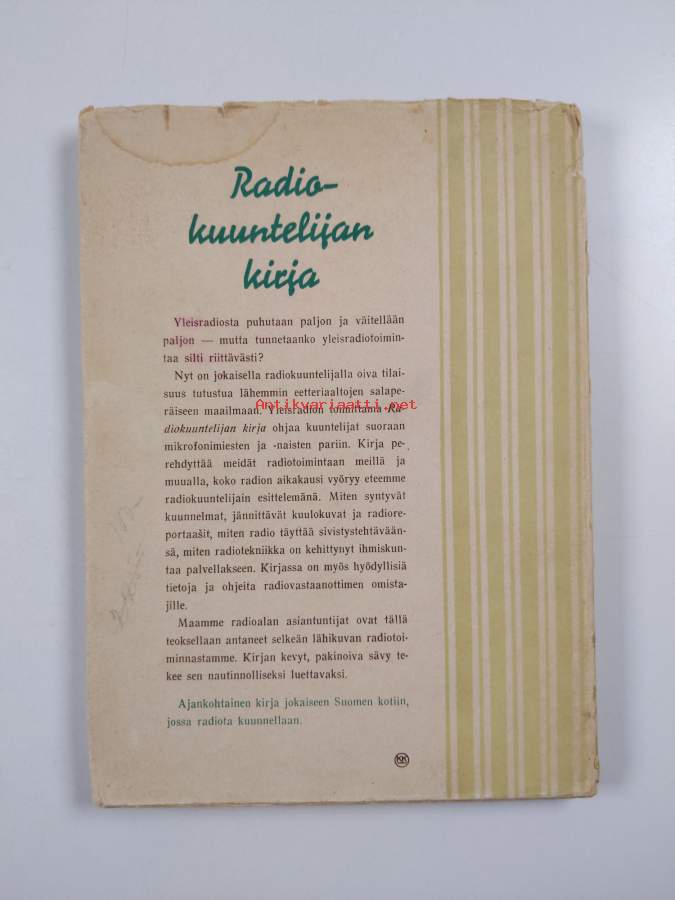 Radio-
kuuntelijan
kirja
Yleisradiosta puhutaan paljon ja väitellään
paljon — mutta tunnetaanko yleisradiotoimin-
taa silti riittävästi?
Nyt on jokaisella radiokuuntelijalla oiva tilai-
suus tutustua lähemmin eetteriaaltojen salape-
räiseen maailmaan. Yleisradion toimittama Ra-
Antikvariaatti.net
diokuuntelijan kirja ohjaa kuuntelijat suoraan
mikrofonimiesten ja -naisten pariin. Kirja pe-
rehdyttää meidät radiotoimintaan meillä ja
muualla, koko radion aikakausi vyöryy eteemme
radiokuuntelijain esittelemänä. Miten syntyvät
kuunnelmat, jännittävät kuulokuvat ja radiore-
portaašit, miten radio täyttää sivistystehtävään-
sä, miten radiotekniikka on kehittynyt ihmiskun-
taa palvellakseen. Kirjassa on myös hyödyllisiä
tietoja ja ohjeita radiovastaanottimen omista-
jille.
Maamme radioalan asiantuntijat ovat tällä
teoksellaan antaneet selkeän lähikuvan radiotoi-
minnastamme. Kirjan kevyt, pakinoiva sävy te-
kee sen nautinnolliseksi luettavaksi.
Ajankohtainen kirja jokaiseen Suomen kotiin,
jossa radiota kuunnellaan.
KK